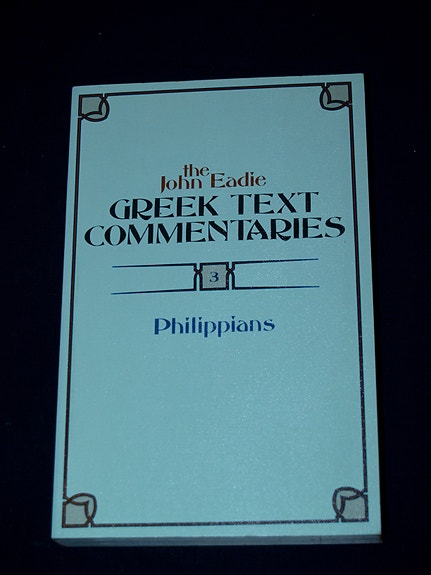 the
John Eadie
GREEK TEXT
COMMENTARIES
3
Philippians